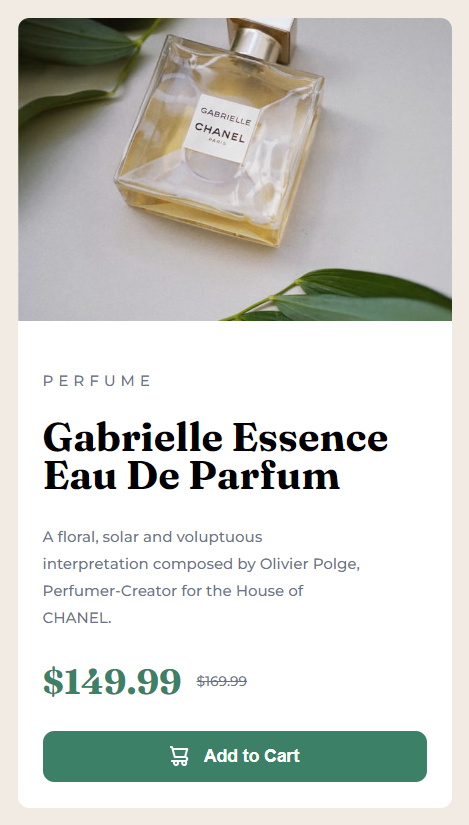 GABRIELLE
CHANEL
PARIS
PERFUME
Gabrielle Essence
Eau De Parfum
A floral, solar and voluptuous
interpretation composed by Olivier Polge,
Perfumer-Creator for the House of
CHANEL.
$149.99 $169.99
Add to Cart